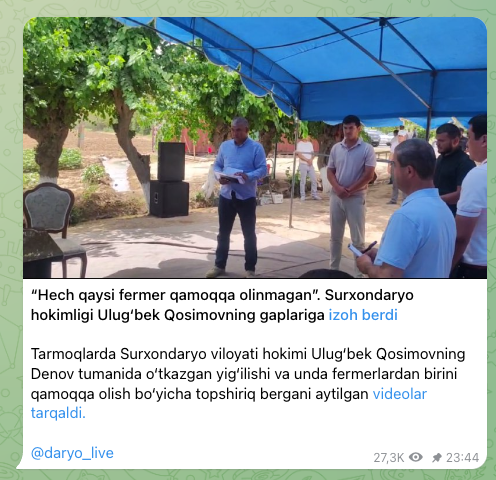 “Hech qaysi fermer qamoqqa olinmagan”. Surxondaryo
hokimligi Ulug‘bek Qosimovning gaplariga izoh berdi
Tarmoqlarda Surxondaryo viloyati hokimi Ulug‘bek Qosimovning
Denov tumanida o‘tkazgan yig‘ilishi va unda fermerlardan birini
qamoqqa olish bo‘yicha topshiriq bergani aytilgan videolar
tarqaldi.
@daryo_live
27,3K 23:44